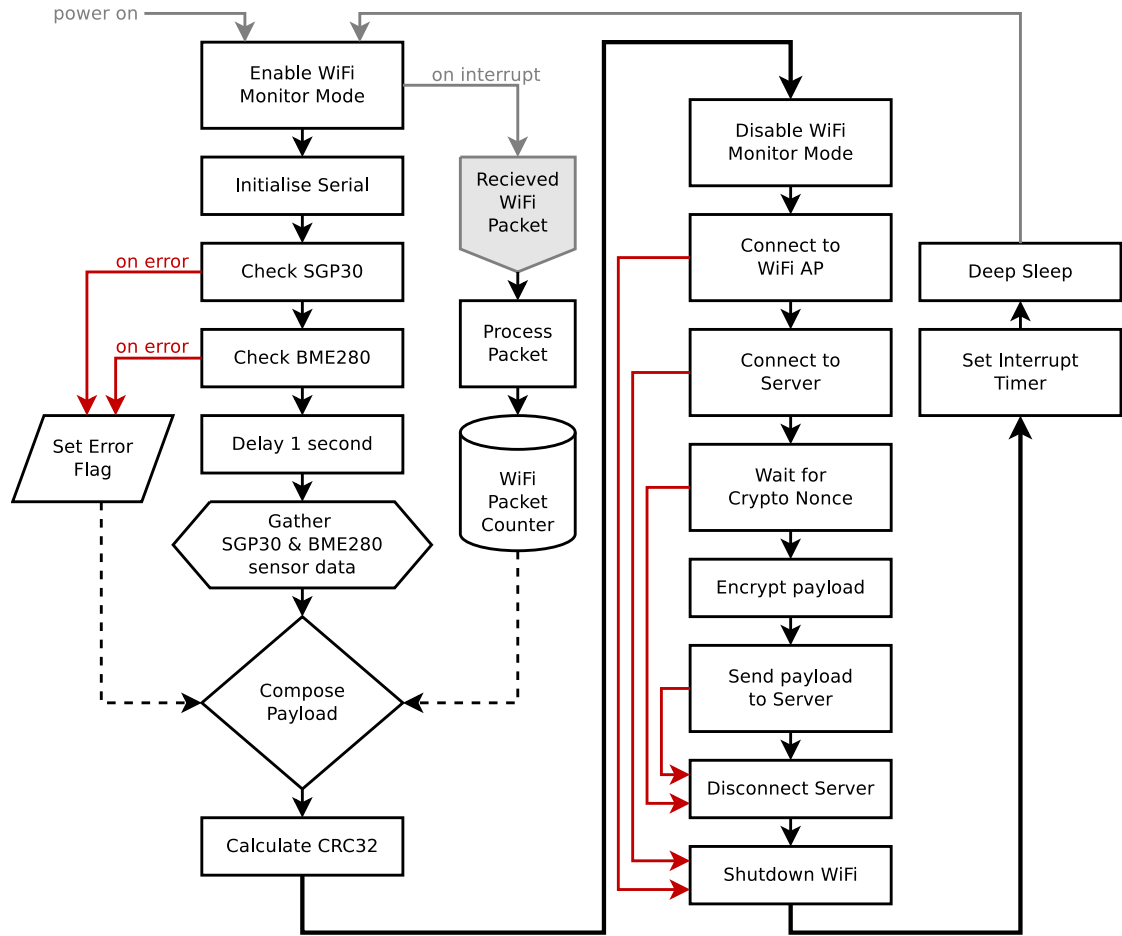 power on
Enable WiFi
Monitor Mode
on interrupt
Initialise Serial
Recieved
WiFi
Packet
on error
Check SGP30
Process
Packet
on error
Check BME280
Set Error
Flag
Delay 1 second
WiFi
Packet
Counter
Gather
SGP30 & BME280
sensor data
Compose
Payload
Calculate CRC32
Disable WiFi
Monitor Mode
Connect to
WiFi AP
Connect to
Server
Wait for
Crypto Nonce
Encrypt payload
Send payload
to Server
Disconnect Server
Shutdown WiFi
Deep Sleep
Set Interrupt
Timer